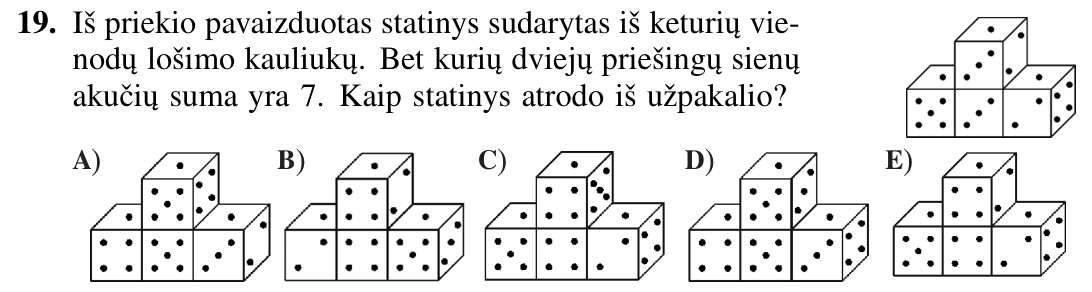 19. Iš priekio pavaizduotas statinys sudarytas iš keturių vie-
nodų lošimo kauliukų. Bet kurių dviejų priešingų sienų
akučių suma yra 7. Kaip statinys atrodo iš užpakalio?
A) B) C) D) E)